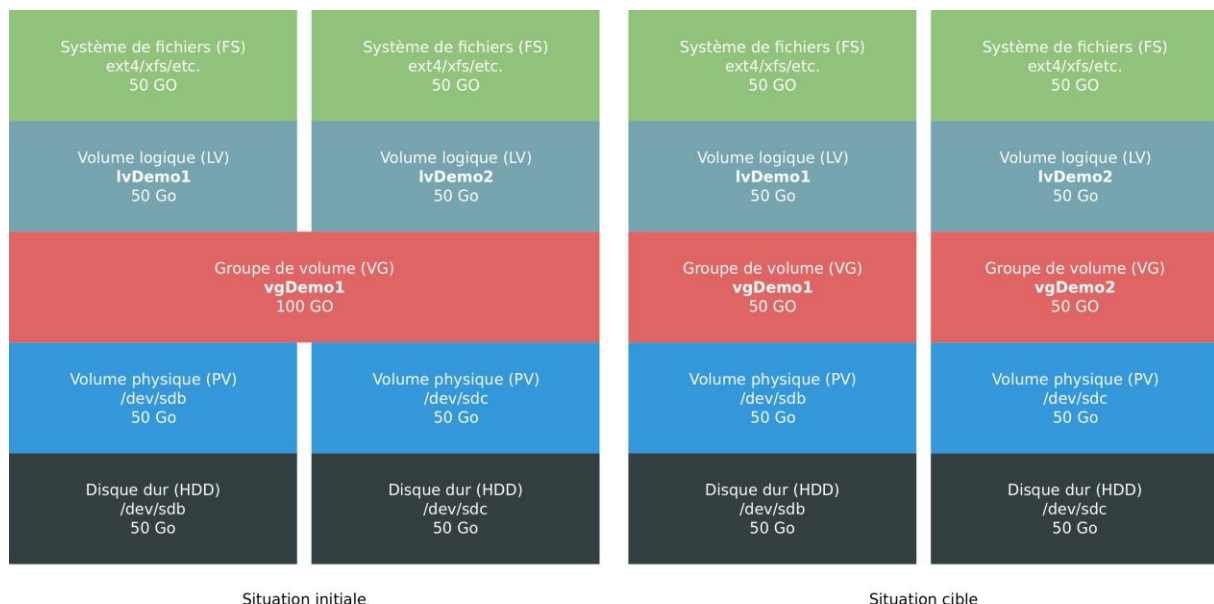 Système de fichiers (FS)
ext4/xfs/etc.
50 GO
Système de fichiers (FS)
ext4/xfs/etc.
50 GO
Volume logique (LV)
lvDemo1
50 Go
Volume logique (LV)
lvDemo2
50 Go
Groupe de volume (VG)
vgDemo1
100 GO
Volume physique (PV)
/dev/sdb
50 Go
Volume physique (PV)
/dev/sdc
50 Go
Disque dur (HDD)
/dev/sdb
50 Go
Disque dur (HDD)
/dev/sdc
50 Go
Situation initiale
Système de fichiers (FS)
ext4/xfs/etc.
50 GO
Système de fichiers (FS)
ext4/xfs/etc.
50 GO
Volume logique (LV)
lvDemo1
50 Go
Volume logique (LV)
lvDemo2
50 Go
Groupe de volume (VG)
vgDemo1
50 GO
Groupe de volume (VG)
vgDemo2
50 GO
Volume physique (PV)
/dev/sdb
50 Go
Volume physique (PV)
/dev/sdc
50 Go
Disque dur (HDD)
/dev/sdb
50 Go
Disque dur (HDD)
/dev/sdc
50 Go
Situation cible